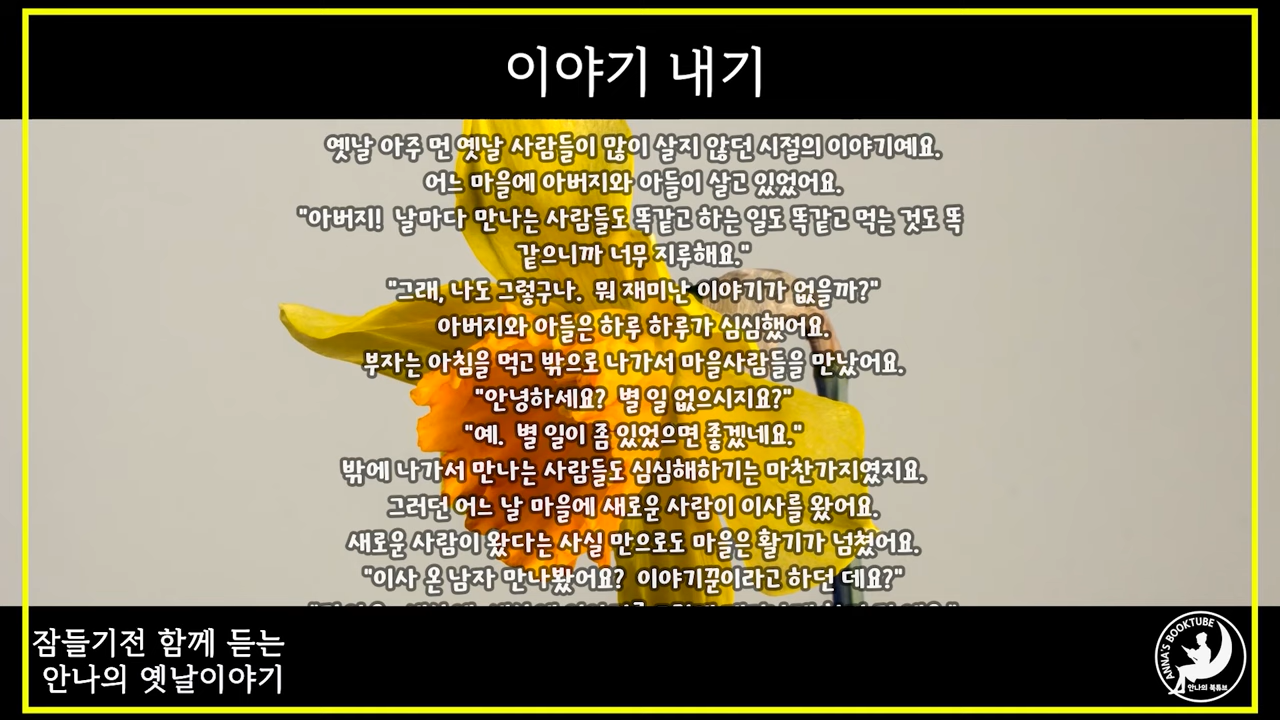 이야기 내기
옛날 아주 먼 옛날 사람들이 많이 살지 않던 시절의 이야기예요.
어느 마을에 아버지와 아들이 살고 있었어요.
"아버지!  날마다 만나는 사람들도 똑같고 하는 일도 똑같고 먹는 것도 똑
같으니까 너무 지루해요."
"그래, 나도 그렇구나.  뭐 재미난 이야기가 없을까?"
아버지와 아들은 하루 하루가 심심했어요.
부자는 아침을 먹고 밖으로 나가서 마을사람들을 만났어요.
"안녕하세요?  별 일 없으시지요?"
"예.  별 일이 좀 있었으면 좋겠네요."
밖에 나가서 만나는 사람들도 심심해하기는 마찬가지였지요.
그러던 어느 날 마을에 새로운 사람이 이사를 왔어요.
새로운 사람이 왔다는 사실 만으로도 마을은 활기가 넘쳤어요.
"이사 온 남자 만나봤어요?  이야기꾼이라고 하던 데요?"
잠들기전 함께 듣는
안나의 옛날이야기
ANNA'S BOOKTUBE
안나의 북튜브